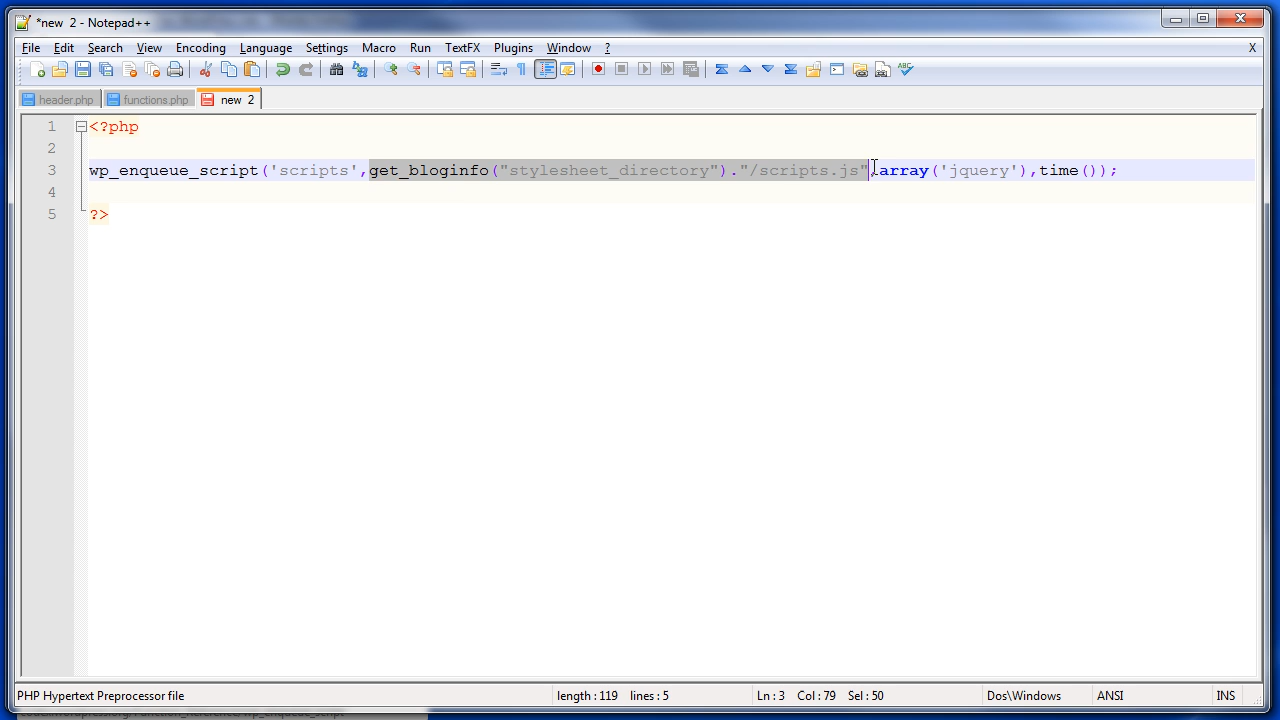 *new 2 - Notepad++
File Edit Search View Encoding Language Settings Macro Run TextFX Plugins Window ? X
header.php functions.php new 2
1 <?php
2
3 wp_enqueue_script('scripts',get_bloginfo("stylesheet_directory")."/scripts.js",array('jquery'),time());
4
5 ?>
PHP Hypertext Preprocessor file length : 119 lines : 5 Ln : 3 Col : 79 Sel : 50 Dos\Windows ANSI INS